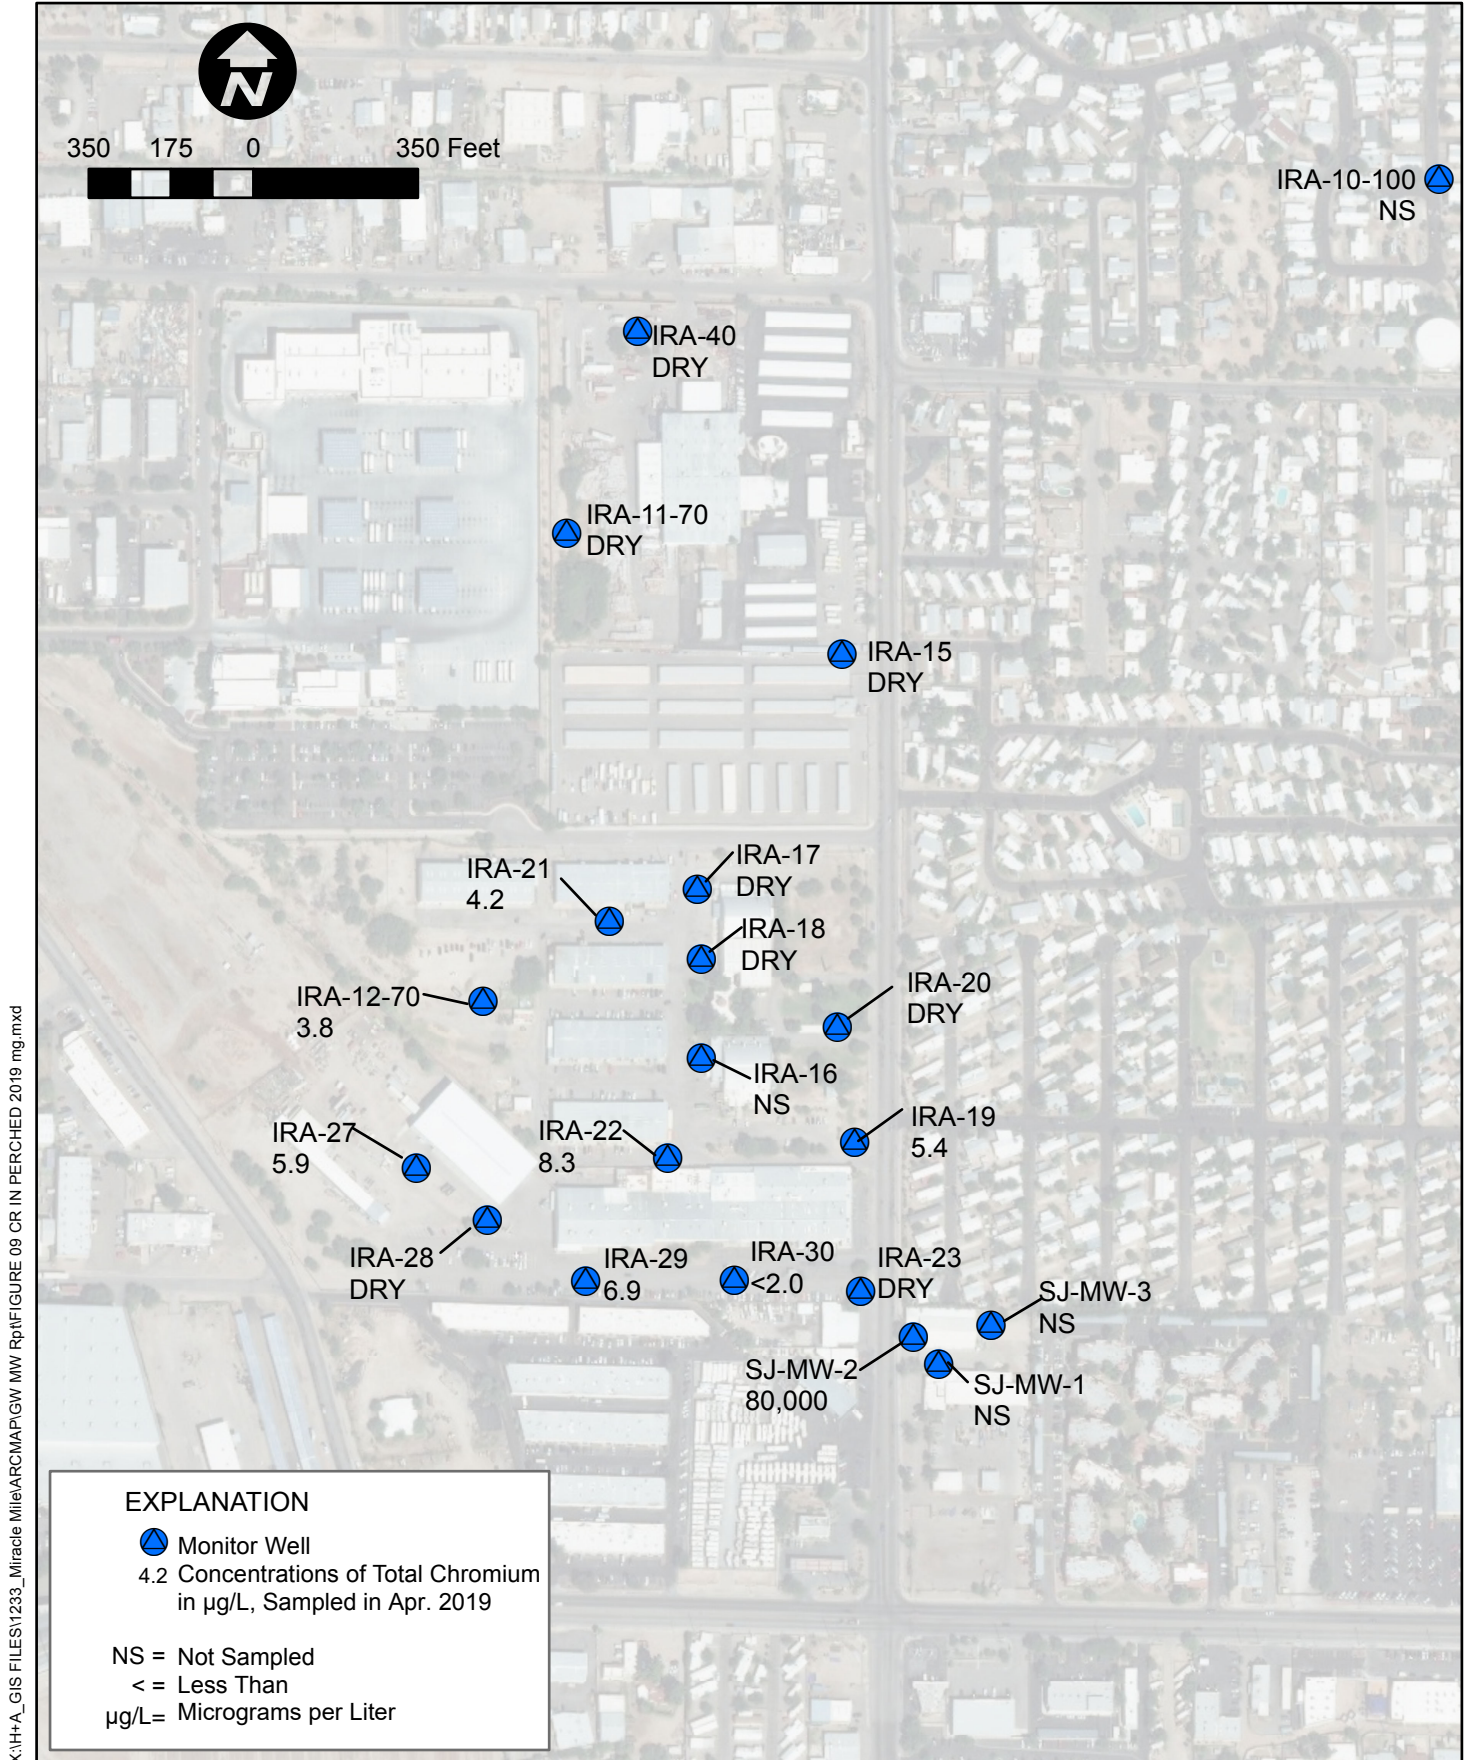 N
350 175 0 350 Feet
IRA-10-100
NS
IRA-40
DRY
IRA-11-70
DRY
IRA-15
DRY
IRA-17
DRY
IRA-21
4.2
IRA-18
DRY
IRA-20
DRY
IRA-12-70
3.8
IRA-16
NS
IRA-19
5.4
IRA-27
5.9
IRA-22
8.3
IRA-28
DRY
IRA-29
6.9
IRA-30
<2.0
IRA-23
DRY
SJ-MW-3
NS
SJ-MW-2
80,000
SJ-MW-1
NS
EXPLANATION
Monitor Well
4.2 Concentrations of Total Chromium
in µg/L, Sampled in Apr. 2019
NS = Not Sampled
< = Less Than
µg/L= Micrograms per Liter
X:\H+A_GIS FILES\1233_Miracle Mile\ARCMAP\GW MW Rpt\FIGURE 09 CR IN PERCHED 2019 mg.mxd